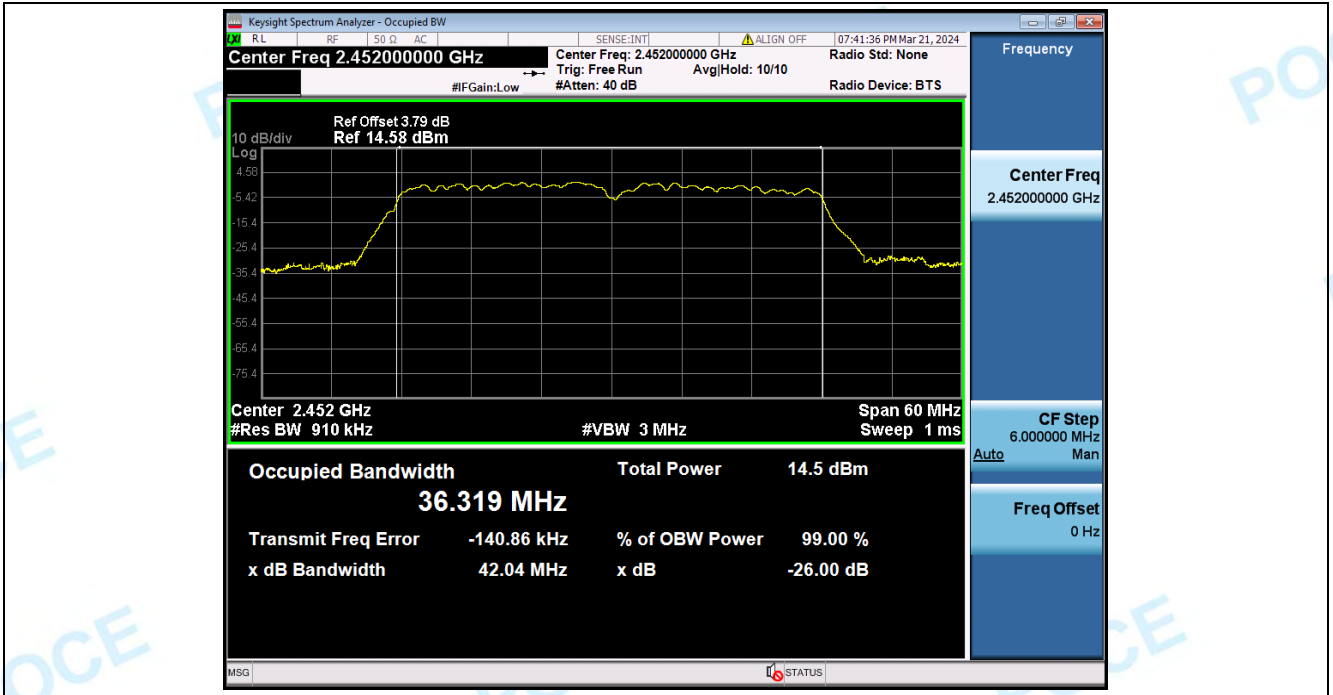 Keysight Spectrum Analyzer - Occupied BW
LXI RL RF 50 Ω AC SENSE:INT ALIGN OFF 07:41:36 PM Mar 21, 2024
Center Freq 2.452000000 GHz
Center Freq: 2.452000000 GHz Radio Std: None
Trig: Free Run Avg|Hold: 10/10
#IFGain:Low #Atten: 40 dB Radio Device: BTS
Ref Offset 3.79 dB
10 dB/div Ref 14.58 dBm
Log
4.58
-5.42
-15.4
-25.4
-35.4
-45.4
-55.4
-65.4
-75.4
Center 2.452 GHz Span 60 MHz
#Res BW 910 kHz #VBW 3 MHz Sweep 1 ms
Occupied Bandwidth Total Power 14.5 dBm
36.319 MHz
Transmit Freq Error -140.86 kHz % of OBW Power 99.00 %
x dB Bandwidth 42.04 MHz x dB -26.00 dB
MSG STATUS
Frequency
Center Freq
2.452000000 GHz
CF Step
6.000000 MHz
Auto Man
Freq Offset
0 Hz
PO
E
OCE
CE